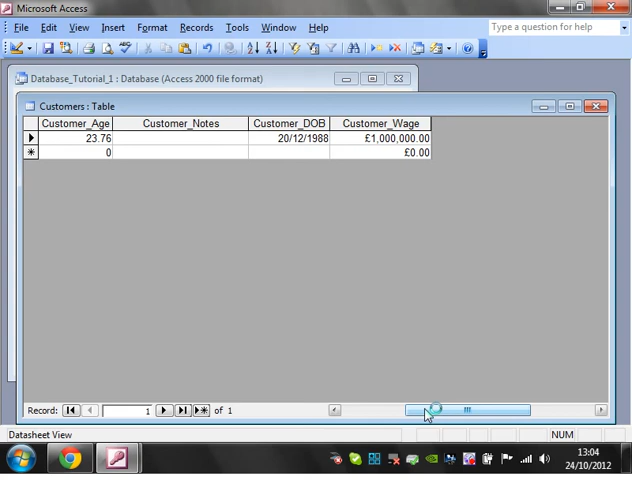 Microsoft Access
File Edit View Insert Format Records Tools Window Help
Type a question for help
Database_Tutorial_1 : Database (Access 2000 file format)
Customers : Table
Customer_Age Customer_Notes Customer_DOB Customer_Wage
23.76 20/12/1988 £1,000,000.00
0 £0.00
Record: 1 of 1
Datasheet View NUM
13:04
24/10/2012